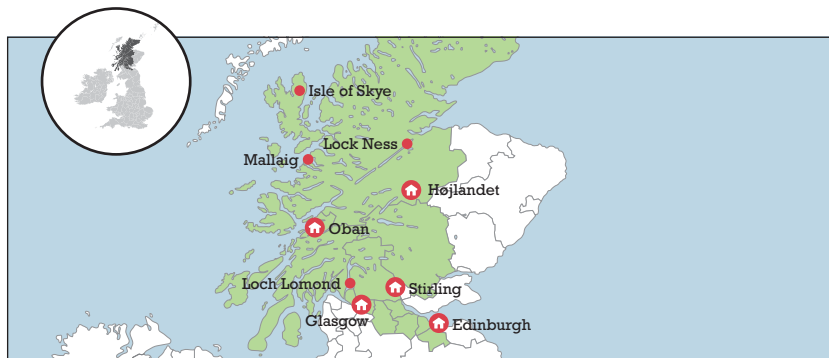 Isle of Skye
Lock Ness
Mallaig
Højlandet
Oban
Loch Lomond
Stirling
Glasgow
Edinburgh